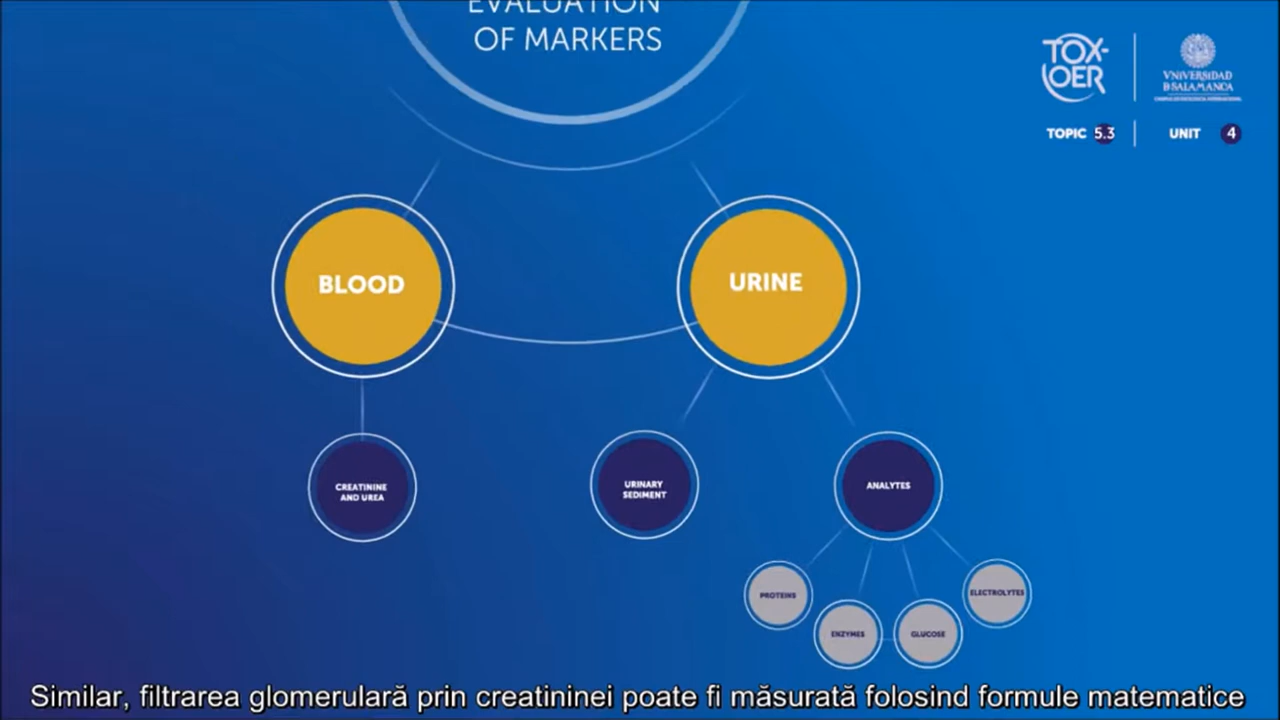 EVALUATION
OF MARKERS
TOX-
OER
VNIVERSIDAD
D SALAMANCA
TOPIC 5.3
UNIT 4
BLOOD
URINE
CREATININE
AND UREA
URINARY
SEDIMENT
ANALYTES
PROTEINS
ENZYMES
GLUCOSE
ELECTROLYTES
Similar, filtrarea glomerulară prin creatininei poate fi măsurată folosind formule matematice